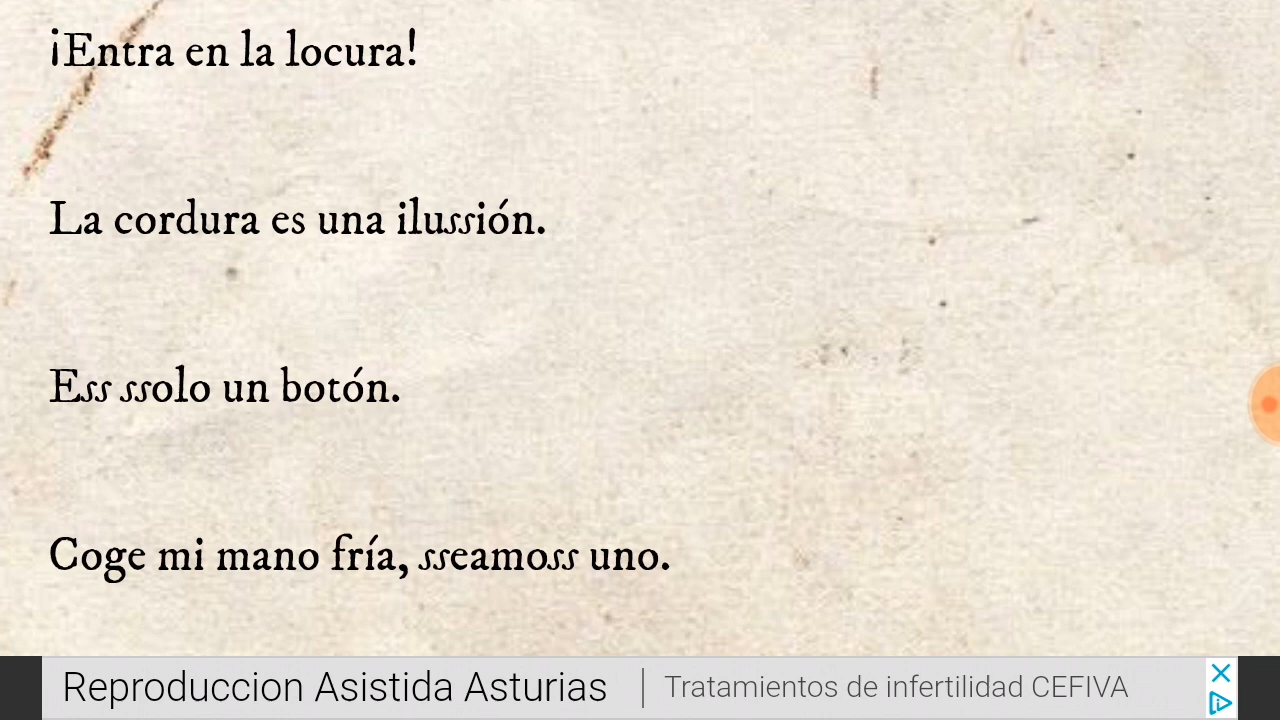 ¡Entra en la locura!
La cordura es una ilussión.
Ess ssolo un botón.
Coge mi mano fría, sseamoss uno.
Reproduccion Asistida Asturias | Tratamientos de infertilidad CEFIVA